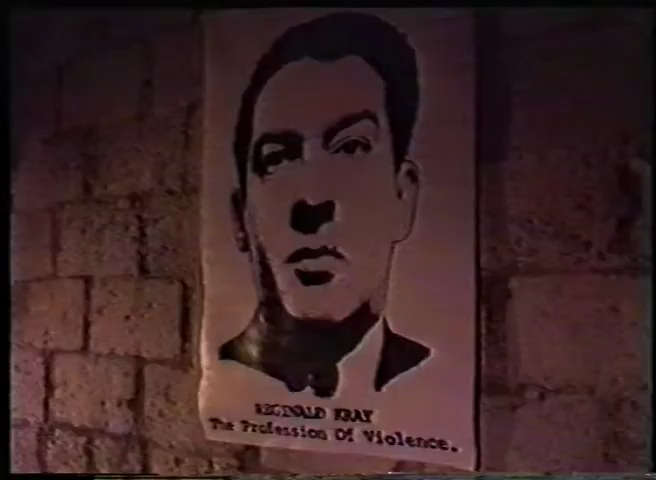 REGINALD KRAY
The Profession Of Violence.